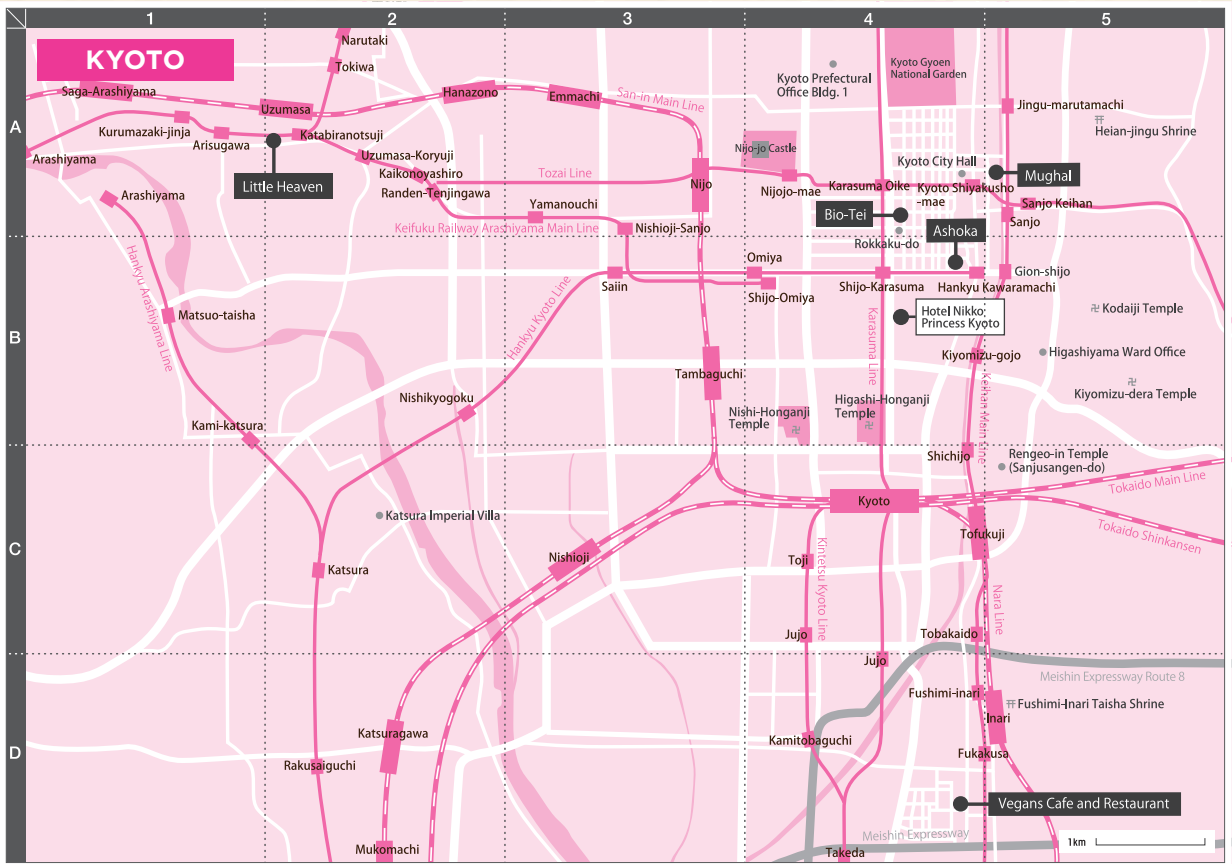 1
2
3
4
5
KYOTO
A
B
C
D
Narutaki
Tokiwa
Saga-Arashiyama
Uzumasa
Hanazono
Emmachi
San-in Main Line
Kyoto Prefectural
Office Bldg. 1
Kyoto Gyoen
National Garden
Jingu-marutamachi
Heian-jingu Shrine
Kurumazaki-jinja
Arisugawa
Katabiranotsuji
Arashiyama
Little Heaven
Uzumasa-Koryuji
Kaikonoyashiro
Randen-Tenjingawa
Tozai Line
Nijo-jo Castle
Nijo
Nijojo-mae
Karasuma Oike
Kyoto City Hall
Kyoto Shiyakusho
-mae
Mughal
Sanjo Keihan
Sanjo
Arashiyama
Yamanouchi
Keifuku Railway Arashiyama Main Line
Nishioji-Sanjo
Bio-Tei
Rokkaku-do
Ashoka
Hankyu Arashiyama Line
Matsuo-taisha
Hankyu Kyoto Line
Saiin
Omiya
Shijo-Omiya
Shijo-Karasuma
Hankyu Kawaramachi
Gion-shijo
Karasuma Line
Hotel Nikko
Princess Kyoto
卍 Kodaiji Temple
Kiyomizu-gojo
Higashiyama Ward Office
卍
Kiyomizu-dera Temple
Keihan Main Line
Tambaguchi
Nishikyogoku
Nishi-Honganji
Temple
卍
Higashi-Honganji
Temple
卍
Kami-katsura
Shichijo
Rengeo-in Temple
(Sanjusangen-do)
Tokaido Main Line
Kyoto
Katsura Imperial Villa
Tokaido Shinkansen
Tofukuji
Nishioji
Toji
Kintetsu Kyoto Line
Katsura
Nara Line
Jujo
Tobakaido
Jujo
Meishin Expressway Route 8
Fushimi-inari
Inari
Fushimi-Inari Taisha Shrine
Katsuragawa
Kamitobaguchi
Fukakusa
Rakusaiguchi
Vegans Cafe and Restaurant
Meishin Expressway
1km
Mukomachi
Takeda